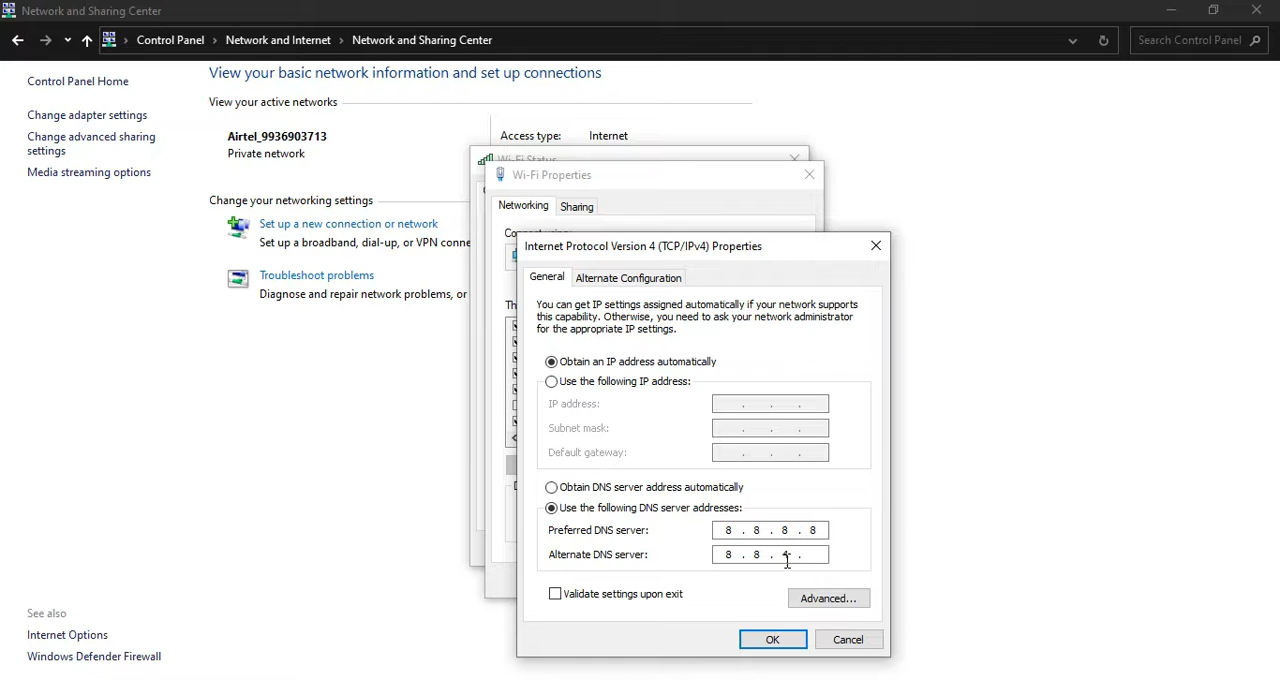 Network and Sharing Center
Control Panel > Network and Internet > Network and Sharing Center
Search Control Panel
Control Panel Home
Change adapter settings
Change advanced sharing
settings
Media streaming options
View your basic network information and set up connections
View your active networks
Airtel_9936903713
Private network
Access type: Internet
Change your networking settings
Set up a new connection or network
Set up a broadband, dial-up, or VPN conne
Troubleshoot problems
Diagnose and repair network problems, or
See also
Internet Options
Windows Defender Firewall
Wi-Fi Status
Wi-Fi Properties
Networking Sharing
Internet Protocol Version 4 (TCP/IPv4) Properties
General Alternate Configuration
You can get IP settings assigned automatically if your network supports
this capability. Otherwise, you need to ask your network administrator
for the appropriate IP settings.
Obtain an IP address automatically
Use the following IP address:
IP address: . . .
Subnet mask: . . .
Default gateway: . . .
Obtain DNS server address automatically
Use the following DNS server addresses:
Preferred DNS server: 8 . 8 . 8 . 8
Alternate DNS server: 8 . 8 . .
Validate settings upon exit
Advanced...
OK Cancel